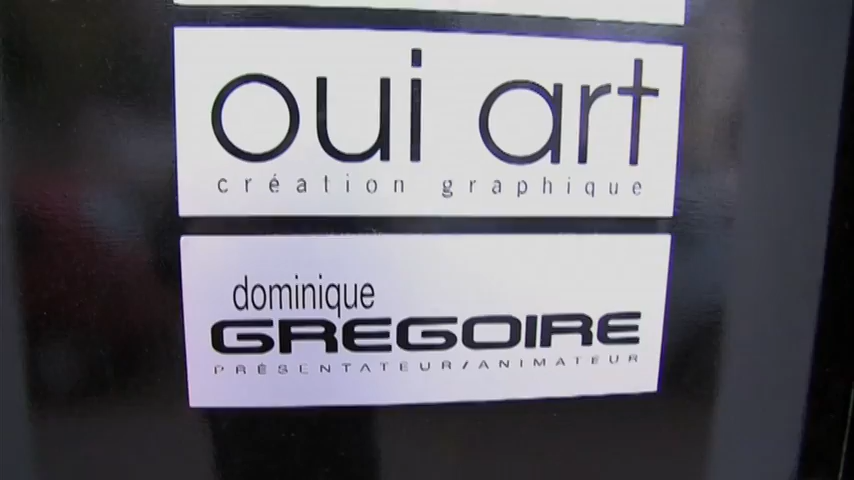 oui art
création graphique
dominique
GREGOIRE
PRÉSENTATEUR/ANIMATEUR